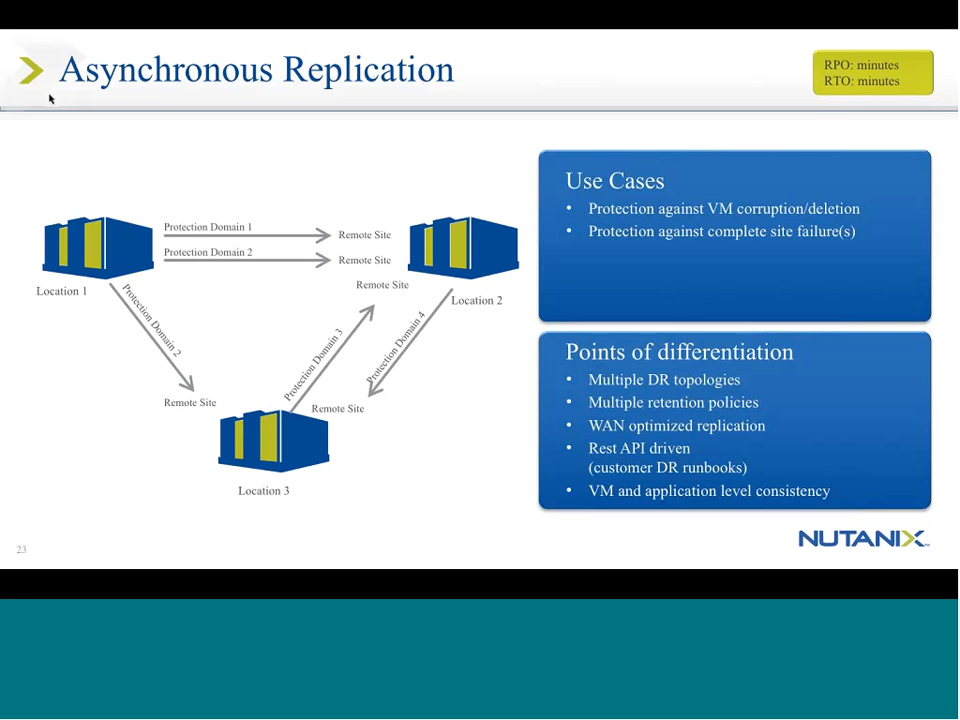 Asynchronous Replication
RPO: minutes
RTO: minutes
Protection Domain 1
Remote Site
Protection Domain 2
Remote Site
Remote Site
Location 1
Location 2
Protection Domain 2
Protection Domain 3
Protection Domain 4
Remote Site
Remote Site
Location 3
Use Cases
• Protection against VM corruption/deletion
• Protection against complete site failure(s)
Points of differentiation
• Multiple DR topologies
• Multiple retention policies
• WAN optimized replication
• Rest API driven
(customer DR runbooks)
• VM and application level consistency
23
NUTANIX